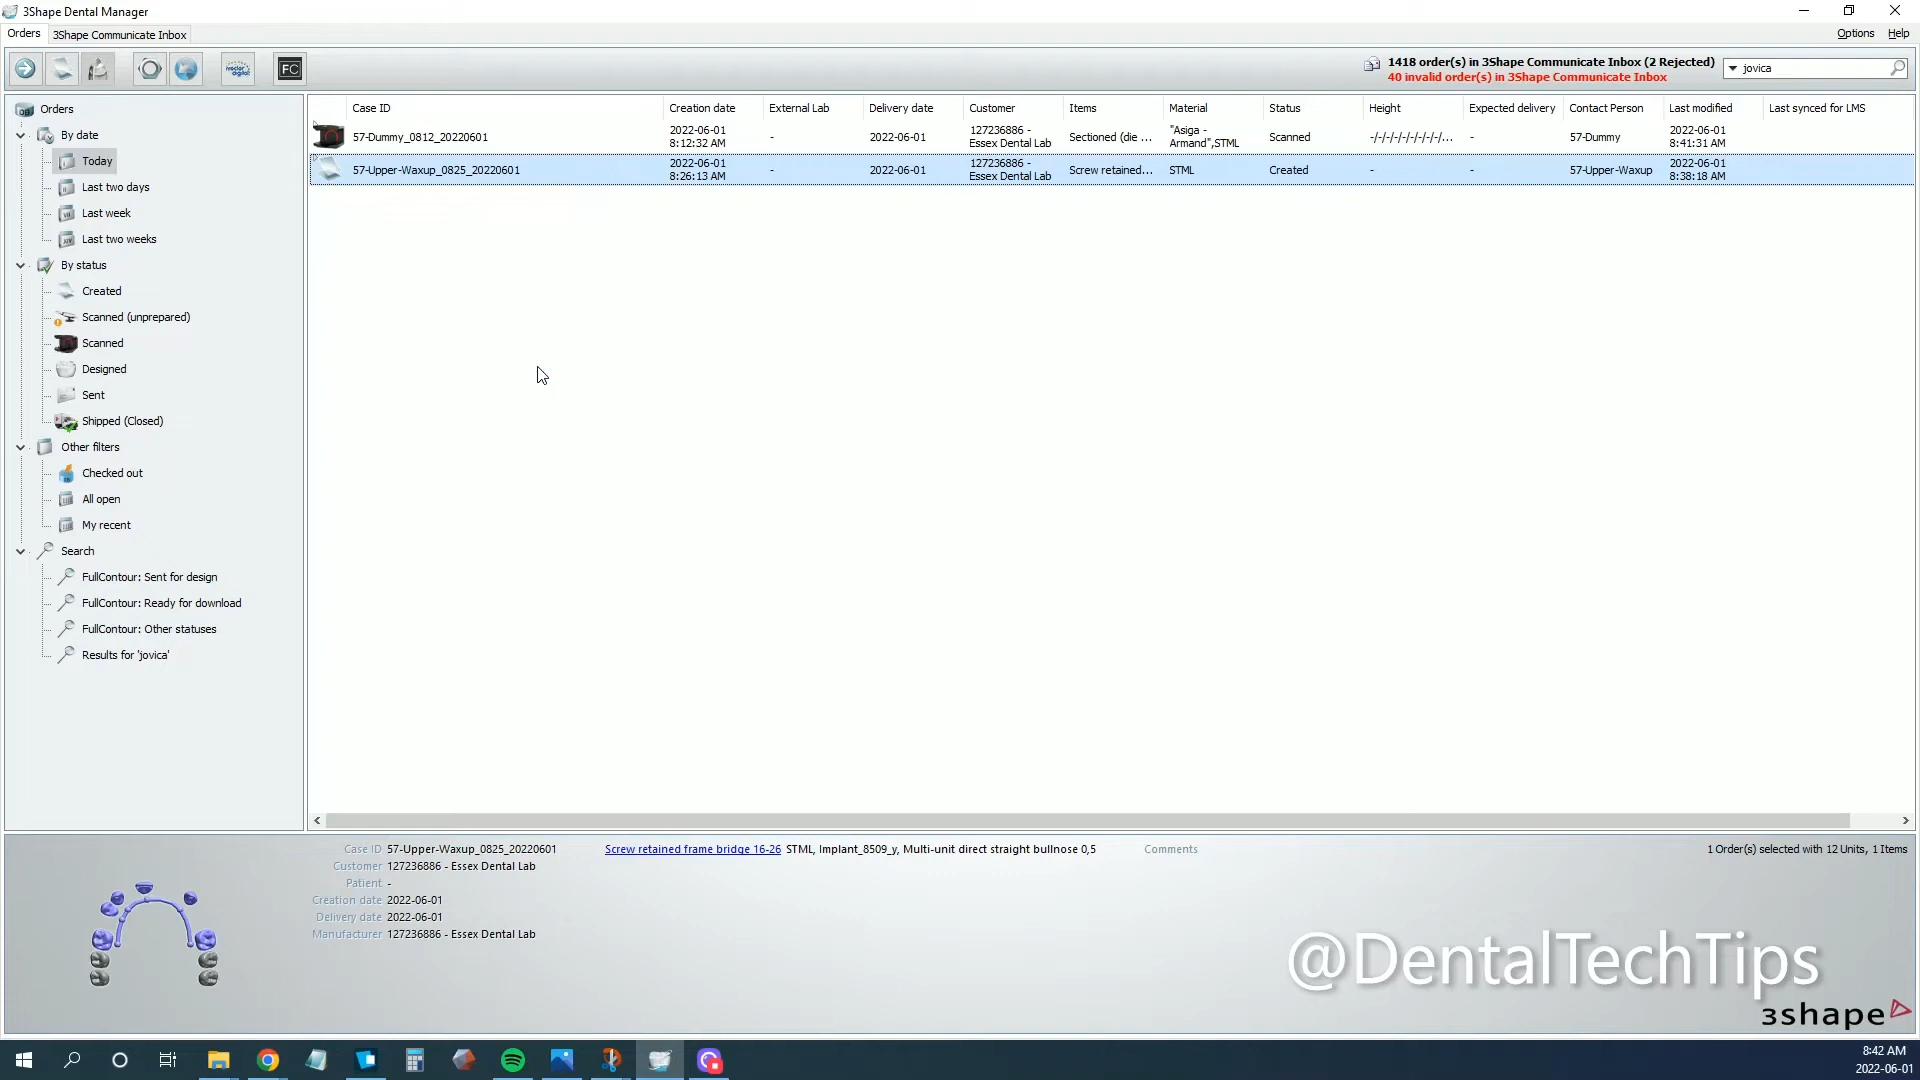 3Shape Dental Manager
Orders
3Shape Communicate Inbox
Options
Help
FC
1418 order(s) in 3Shape Communicate Inbox (2 Rejected)
40 invalid order(s) in 3Shape Communicate Inbox
jovica
Orders
By date
Today
Last two days
Last week
Last two weeks
By status
Created
Scanned (unprepared)
Scanned
Designed
Sent
Shipped (Closed)
Other filters
Checked out
All open
My recent
Search
FullContour: Sent for design
FullContour: Ready for download
FullContour: Other statuses
Results for 'jovica'
Case ID Creation date External Lab Delivery date Customer Items Material Status Height Expected delivery Contact Person Last modified Last synced for LMS
57-Dummy_0812_20220601 2022-06-01 8:12:32 AM - 2022-06-01 127236886 - Essex Dental Lab Sectioned (die ... "Asiga - Armand",STML Scanned -/-/-/-/-/-/-/-/... - 57-Dummy 2022-06-01 8:41:31 AM
57-Upper-Waxup_0825_20220601 2022-06-01 8:26:13 AM - 2022-06-01 127236886 - Essex Dental Lab Screw retained... STML Created - - 57-Upper-Waxup 2022-06-01 8:38:18 AM
Case ID 57-Upper-Waxup_0825_20220601
Customer 127236886 - Essex Dental Lab
Patient -
Creation date 2022-06-01
Delivery date 2022-06-01
Manufacturer 127236886 - Essex Dental Lab
Screw retained frame bridge 16-26 STML, Implant_8509_y, Multi-unit direct straight bullnose 0,5
Comments
1 Order(s) selected with 12 Units, 1 Items
@DentalTechTips
3shape
8:42 AM
2022-06-01